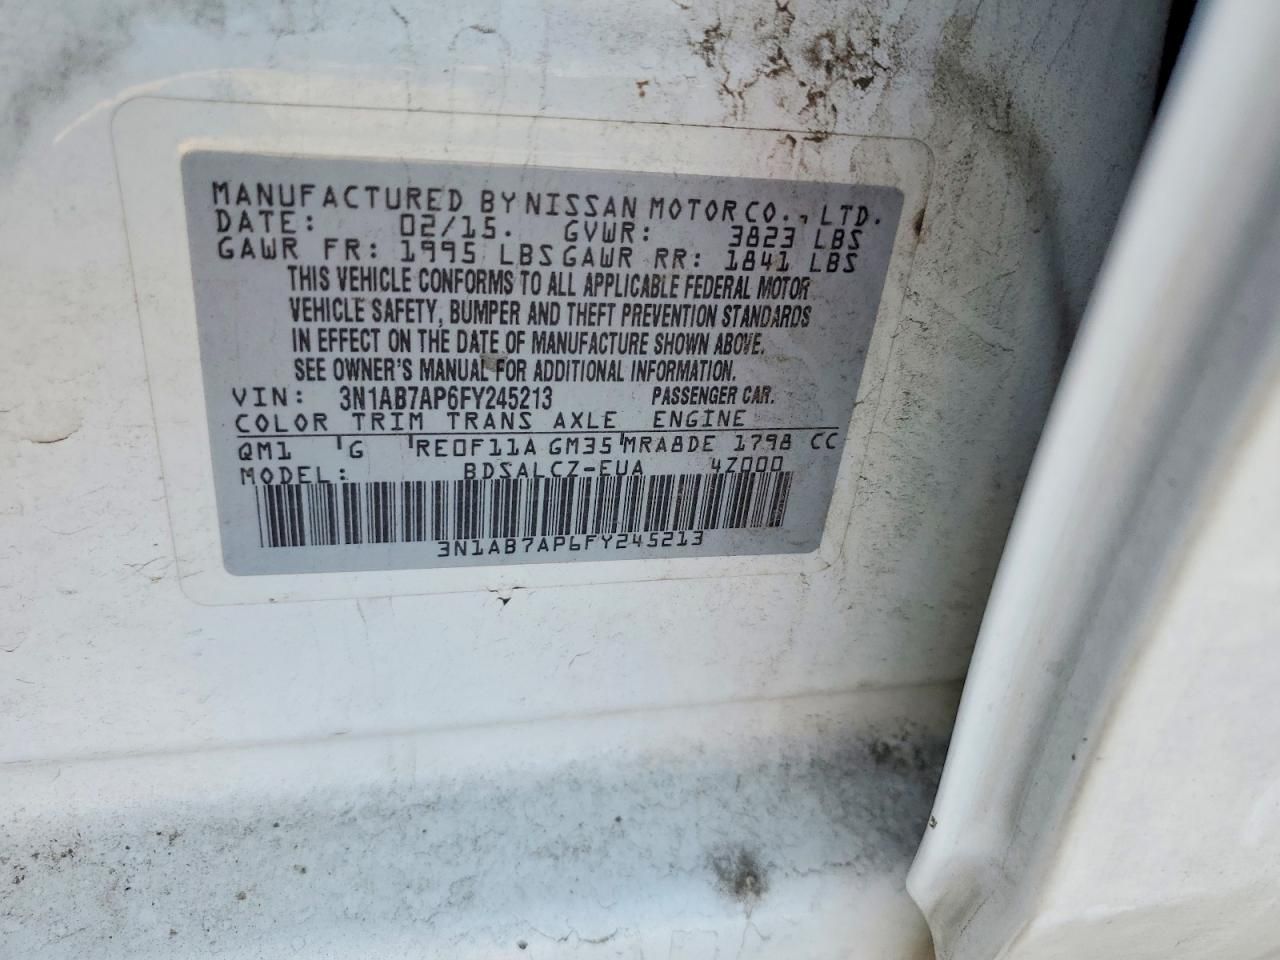 MANUFACTURED BY NISSAN MOTOR CO., LTD.
DATE: 02/15. GVWR: 3823 LBS
GAWR FR: 1995 LBS GAWR RR: 1841 LBS
THIS VEHICLE CONFORMS TO ALL APPLICABLE FEDERAL MOTOR
VEHICLE SAFETY, BUMPER AND THEFT PREVENTION STANDARDS
IN EFFECT ON THE DATE OF MANUFACTURE SHOWN ABOVE.
SEE OWNER'S MANUAL FOR ADDITIONAL INFORMATION.
VIN: 3N1AB7AP6FY245213 PASSENGER CAR.
COLOR TRIM TRANS AXLE ENGINE
QM1 G RE0F11A GM35 MRA8DE 1798 CC
MODEL: BDSALCZ-EUA 4Z000
3N1AB7AP6FY245213